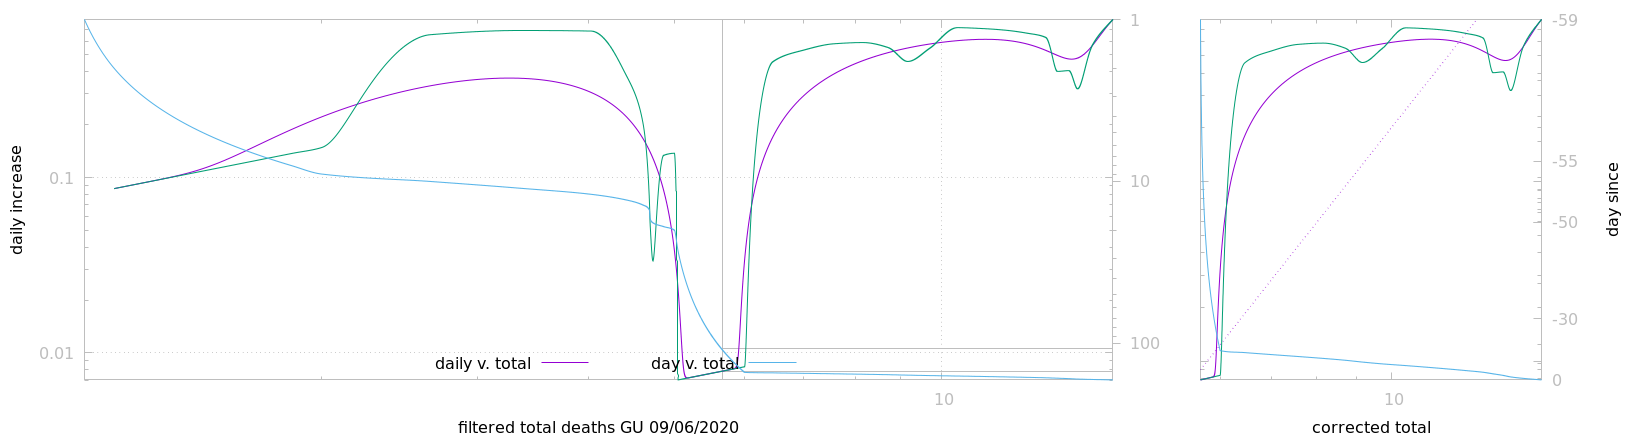 daily increase
0.1
0.01
daily v. total
day v. total
1
10
100
10
filtered total deaths GU 09/06/2020
-59
-55
-50
-30
0
day since
10
corrected total